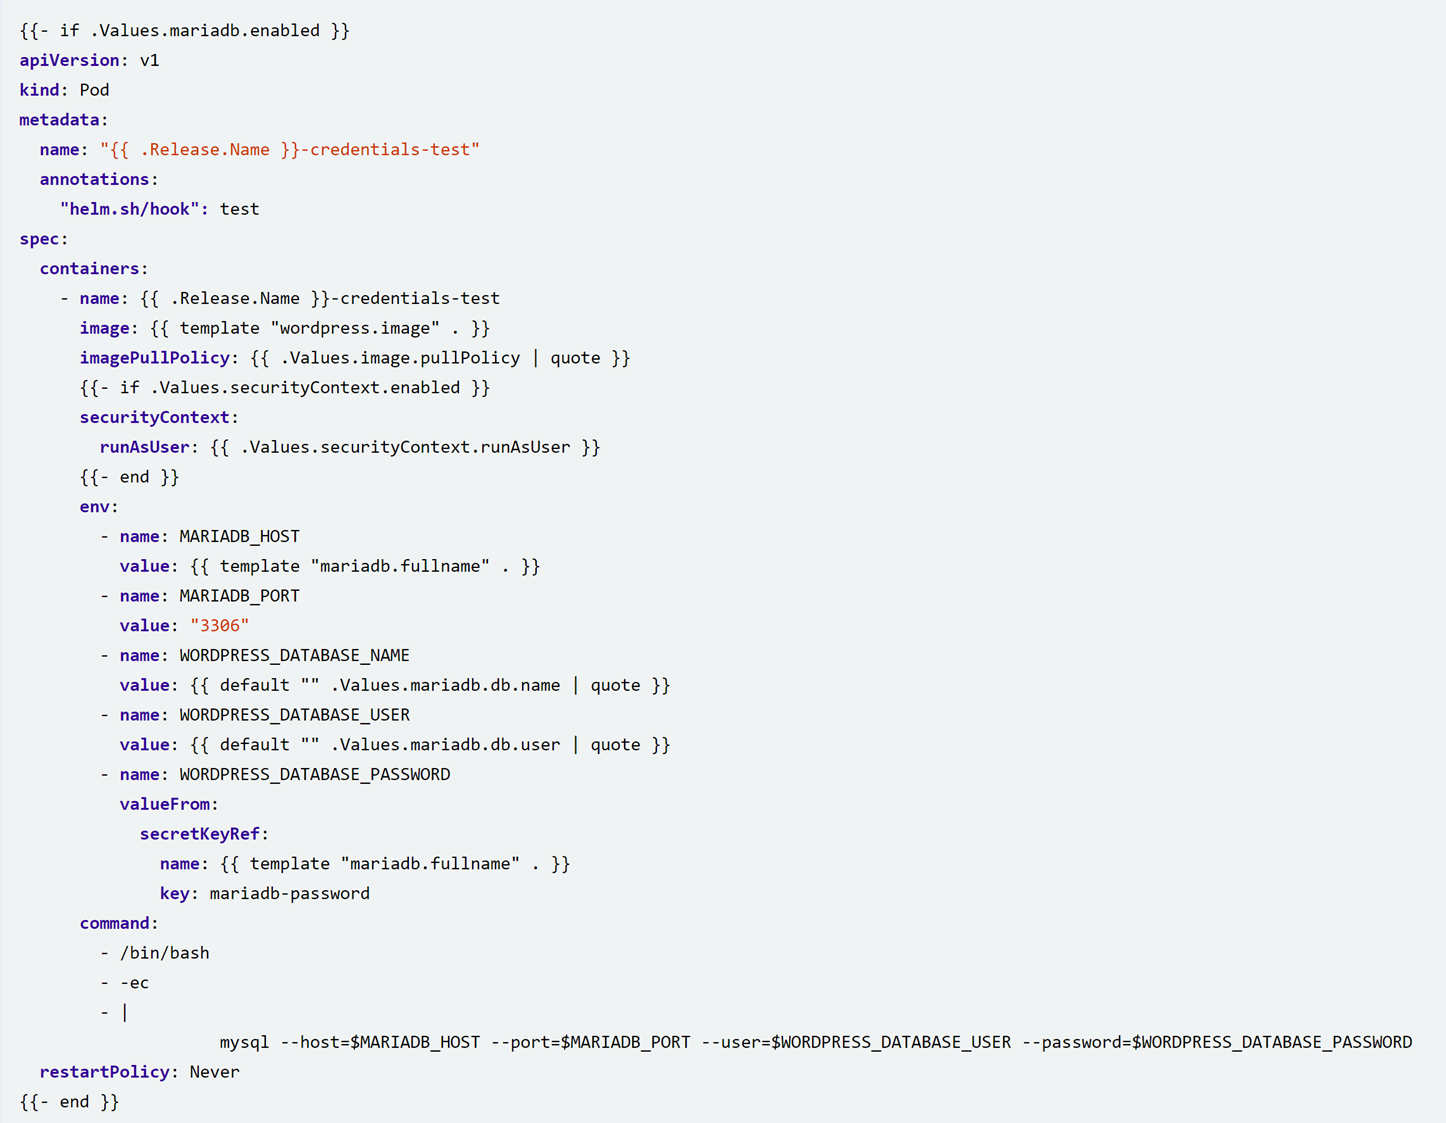 {{- if .Values.mariadb.enabled }}
apiVersion: v1
kind: Pod
metadata:
  name: "{{ .Release.Name }}-credentials-test"
  annotations:
    "helm.sh/hook": test
spec:
  containers:
    - name: {{ .Release.Name }}-credentials-test
      image: {{ template "wordpress.image" . }}
      imagePullPolicy: {{ .Values.image.pullPolicy | quote }}
      {{- if .Values.securityContext.enabled }}
      securityContext:
        runAsUser: {{ .Values.securityContext.runAsUser }}
      {{- end }}
      env:
        - name: MARIADB_HOST
          value: {{ template "mariadb.fullname" . }}
        - name: MARIADB_PORT
          value: "3306"
        - name: WORDPRESS_DATABASE_NAME
          value: {{ default "" .Values.mariadb.db.name | quote }}
        - name: WORDPRESS_DATABASE_USER
          value: {{ default "" .Values.mariadb.db.user | quote }}
        - name: WORDPRESS_DATABASE_PASSWORD
          valueFrom:
            secretKeyRef:
              name: {{ template "mariadb.fullname" . }}
              key: mariadb-password
      command:
        - /bin/bash
        - -ec
        - |
                    mysql --host=$MARIADB_HOST --port=$MARIADB_PORT --user=$WORDPRESS_DATABASE_USER --password=$WORDPRESS_DATABASE_PASSWORD
  restartPolicy: Never
{{- end }}